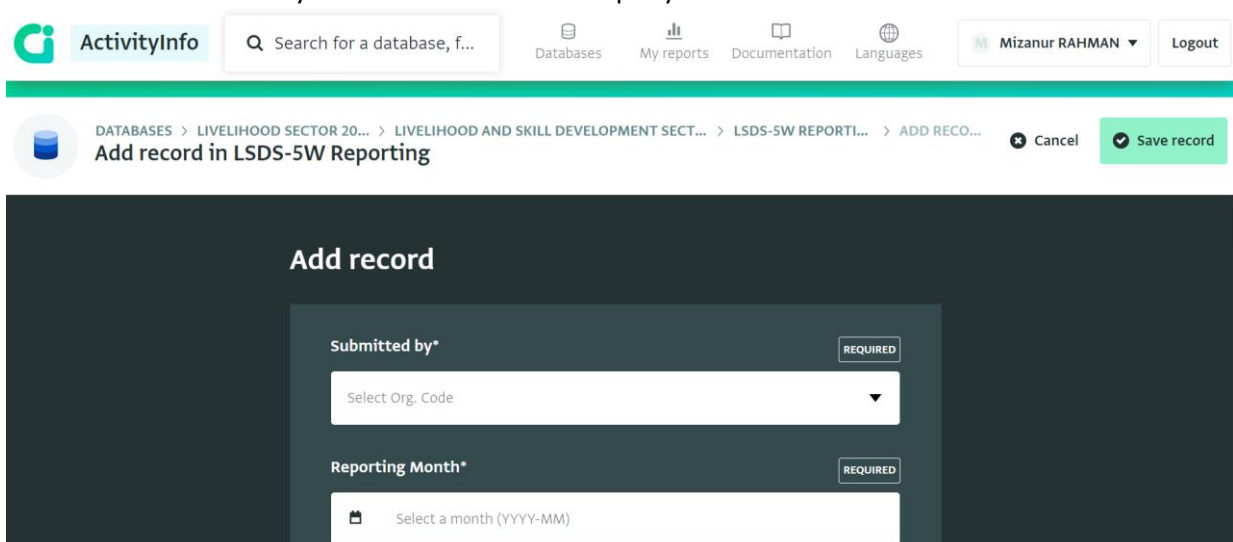 ActivityInfo
Search for a database, f...
Databases
My reports
Documentation
Languages
M Mizanur RAHMAN
Logout
DATABASES > LIVELIHOOD SECTOR 20... > LIVELIHOOD AND SKILL DEVELOPMENT SECT... > LSDS-5W REPORTI... > ADD RECO...
Add record in LSDS-5W Reporting
Cancel
Save record
Add record
Submitted by*
REQUIRED
Select Org. Code
Reporting Month*
REQUIRED
Select a month (YYYY-MM)